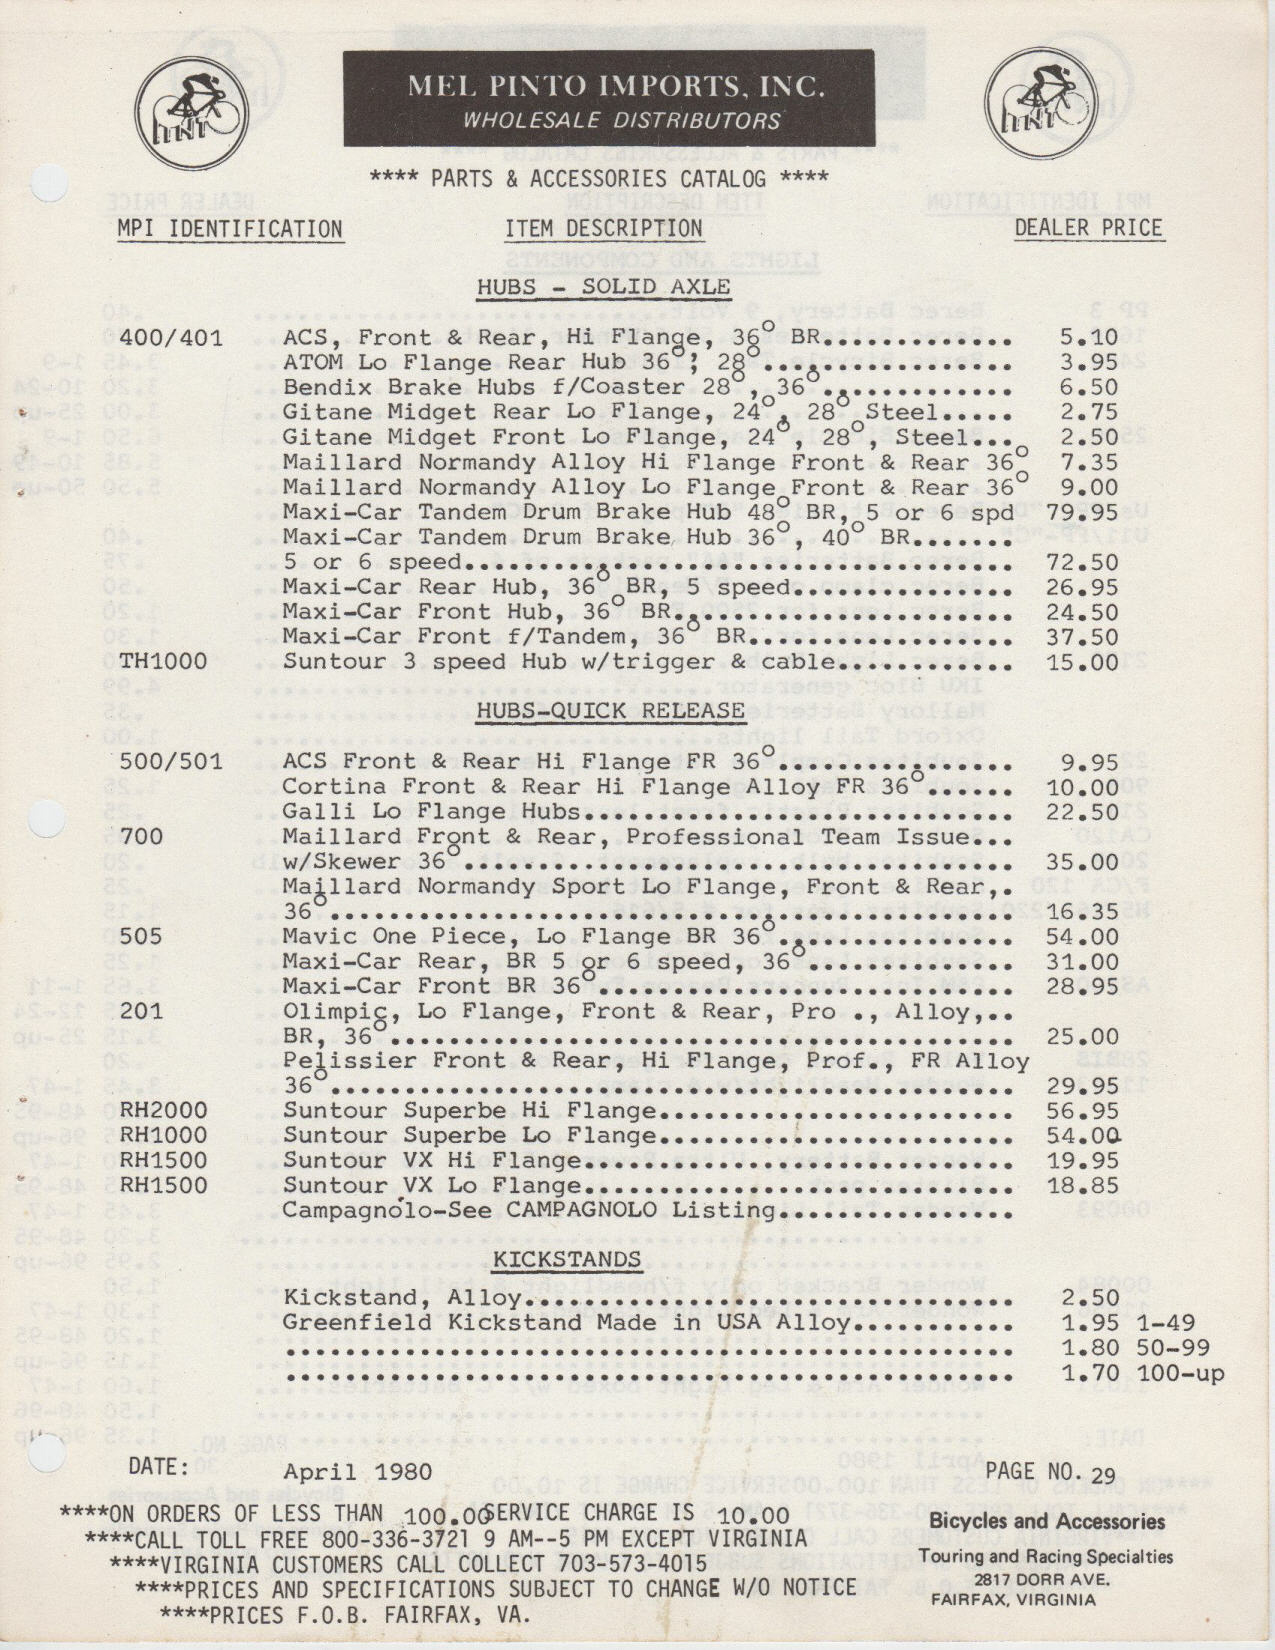 MEL PINTO IMPORTS, INC.
WHOLESALE DISTRIBUTORS
**** PARTS & ACCESSORIES CATALOG ****
MPI IDENTIFICATION ITEM DESCRIPTION DEALER PRICE
HUBS - SOLID AXLE
400/401 ACS, Front & Rear, Hi Flange, 36° BR............. 5.10
ATOM Lo Flange Rear Hub 36°; 28°................. 3.95
Bendix Brake Hubs f/Coaster 28°, 36°............. 6.50
Gitane Midget Rear Lo Flange, 24°, 28° Steel..... 2.75
Gitane Midget Front Lo Flange, 24°, 28°, Steel... 2.50
Maillard Normandy Alloy Hi Flange Front & Rear 36° 7.35
Maillard Normandy Alloy Lo Flange Front & Rear 36° 9.00
Maxi-Car Tandem Drum Brake Hub 48° BR, 5 or 6 spd 79.95
Maxi-Car Tandem Drum Brake Hub 36°, 40° BR.......
5 or 6 speed..................................... 72.50
Maxi-Car Rear Hub, 36° BR, 5 speed............... 26.95
Maxi-Car Front Hub, 36° BR....................... 24.50
Maxi-Car Front f/Tandem, 36° BR.................. 37.50
TH1000 Suntour 3 speed Hub w/trigger & cable............ 15.00
HUBS-QUICK RELEASE
500/501 ACS Front & Rear Hi Flange FR 36°................ 9.95
Cortina Front & Rear Hi Flange Alloy FR 36°...... 10.00
Galli Lo Flange Hubs............................. 22.50
700 Maillard Front & Rear, Professional Team Issue...
w/Skewer 36°..................................... 35.00
Maillard Normandy Sport Lo Flange, Front & Rear,.
36°.............................................. 16.35
505 Mavic One Piece, Lo Flange BR 36°................ 54.00
Maxi-Car Rear, BR 5 or 6 speed, 36°.............. 31.00
Maxi-Car Front BR 36°............................ 28.95
201 Olimpic, Lo Flange, Front & Rear, Pro ., Alloy,..
BR, 36°.......................................... 25.00
Pelissier Front & Rear, Hi Flange, Prof., FR Alloy
36°.............................................. 29.95
RH2000 Suntour Superbe Hi Flange........................ 56.95
RH1000 Suntour Superbe Lo Flange........................ 54.00
RH1500 Suntour VX Hi Flange............................. 19.95
RH1500 Suntour VX Lo Flange............................. 18.85
Campagnolo-See CAMPAGNOLO Listing................
KICKSTANDS
Kickstand, Alloy................................. 2.50
Greenfield Kickstand Made in USA Alloy........... 1.95 1-49
................................................. 1.80 50-99
................................................. 1.70 100-up
DATE: April 1980 PAGE NO. 29
****ON ORDERS OF LESS THAN 100.00 SERVICE CHARGE IS 10.00
****CALL TOLL FREE 800-336-3721 9 AM--5 PM EXCEPT VIRGINIA
****VIRGINIA CUSTOMERS CALL COLLECT 703-573-4015
****PRICES AND SPECIFICATIONS SUBJECT TO CHANGE W/O NOTICE
****PRICES F.O.B. FAIRFAX, VA.
Bicycles and Accessories
Touring and Racing Specialties
2817 DORR AVE.
FAIRFAX, VIRGINIA